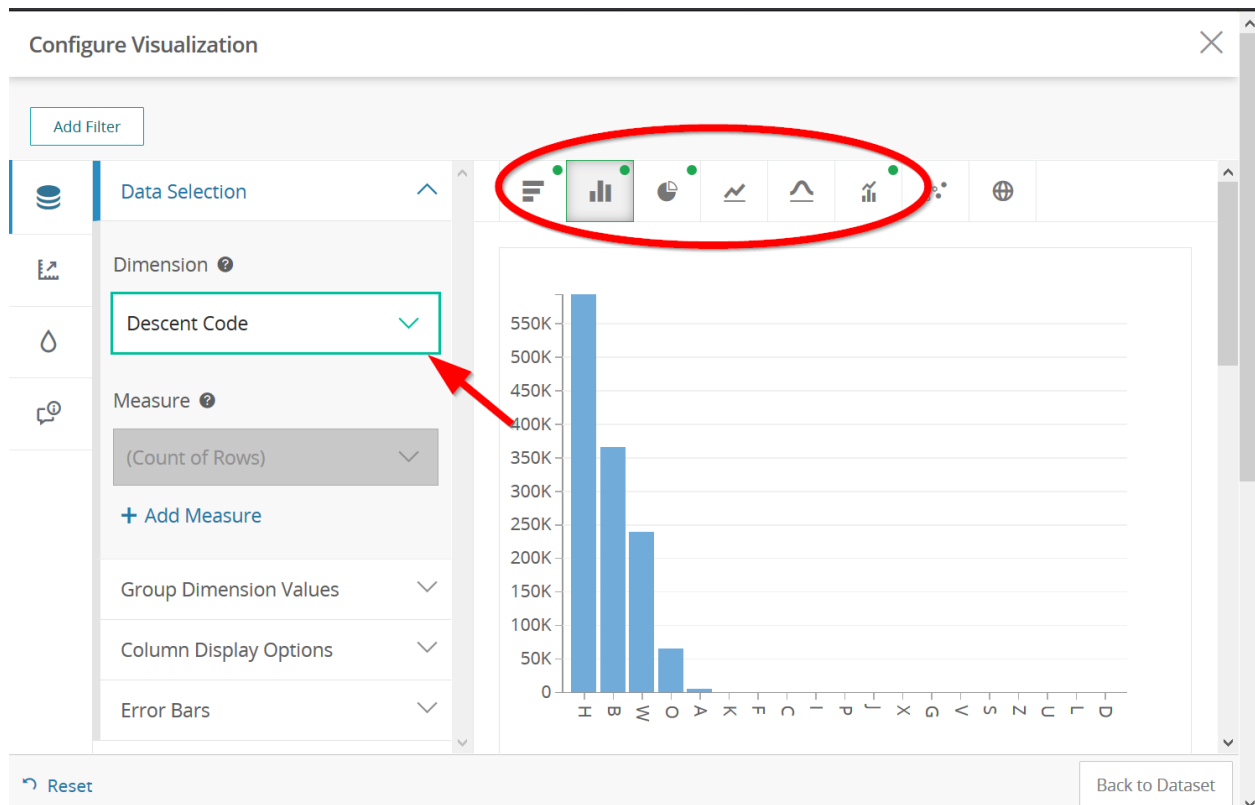 Configure Visualization
Add Filter
Data Selection
Dimension
Descent Code
Measure
(Count of Rows)
+ Add Measure
Group Dimension Values
Column Display Options
Error Bars
550K
500K
450K
400K
350K
300K
250K
200K
150K
100K
50K
0
H B W O A K F C I P J X G V S Z U L D
Reset
Back to Dataset